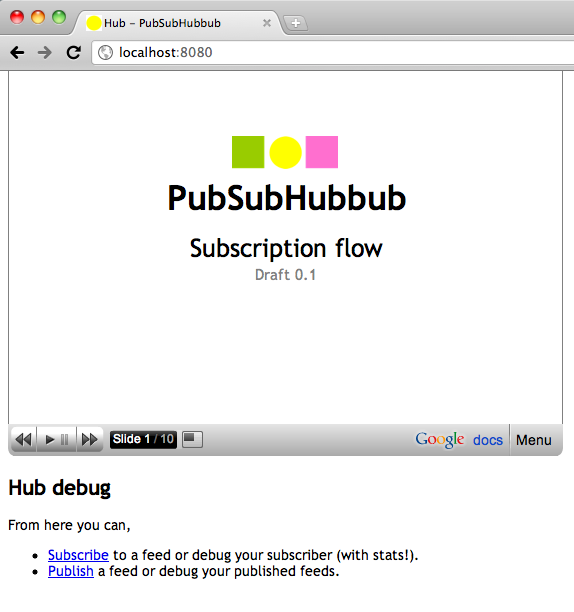 Hub – PubSubHubbub
localhost:8080
PubSubHubbub
Subscription flow
Draft 0.1
Slide 1 / 10
Google docs
Menu
Hub debug
From here you can,
Subscribe to a feed or debug your subscriber (with stats!).
Publish a feed or debug your published feeds.